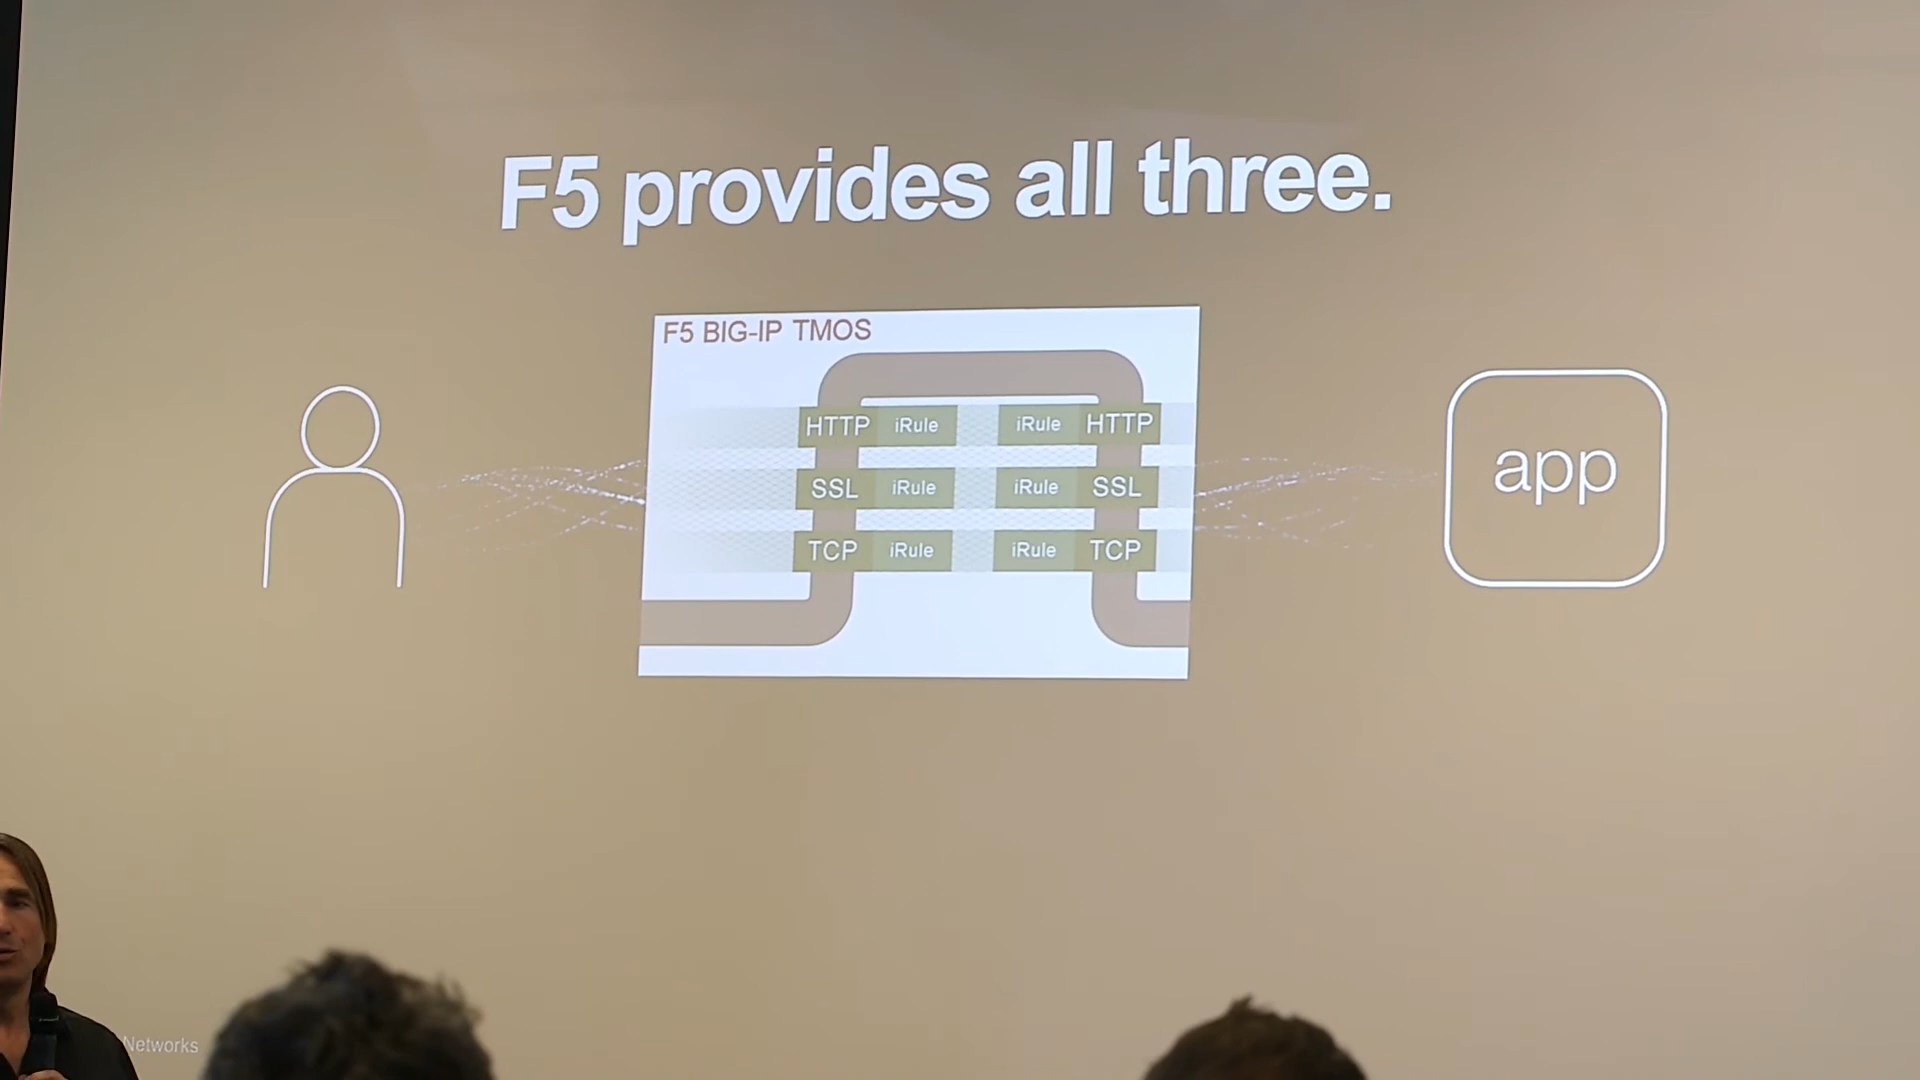 F5 provides all three.
F5 BIG-IP TMOS
HTTP iRule iRule HTTP
SSL iRule iRule SSL
TCP iRule iRule TCP
app
Networks